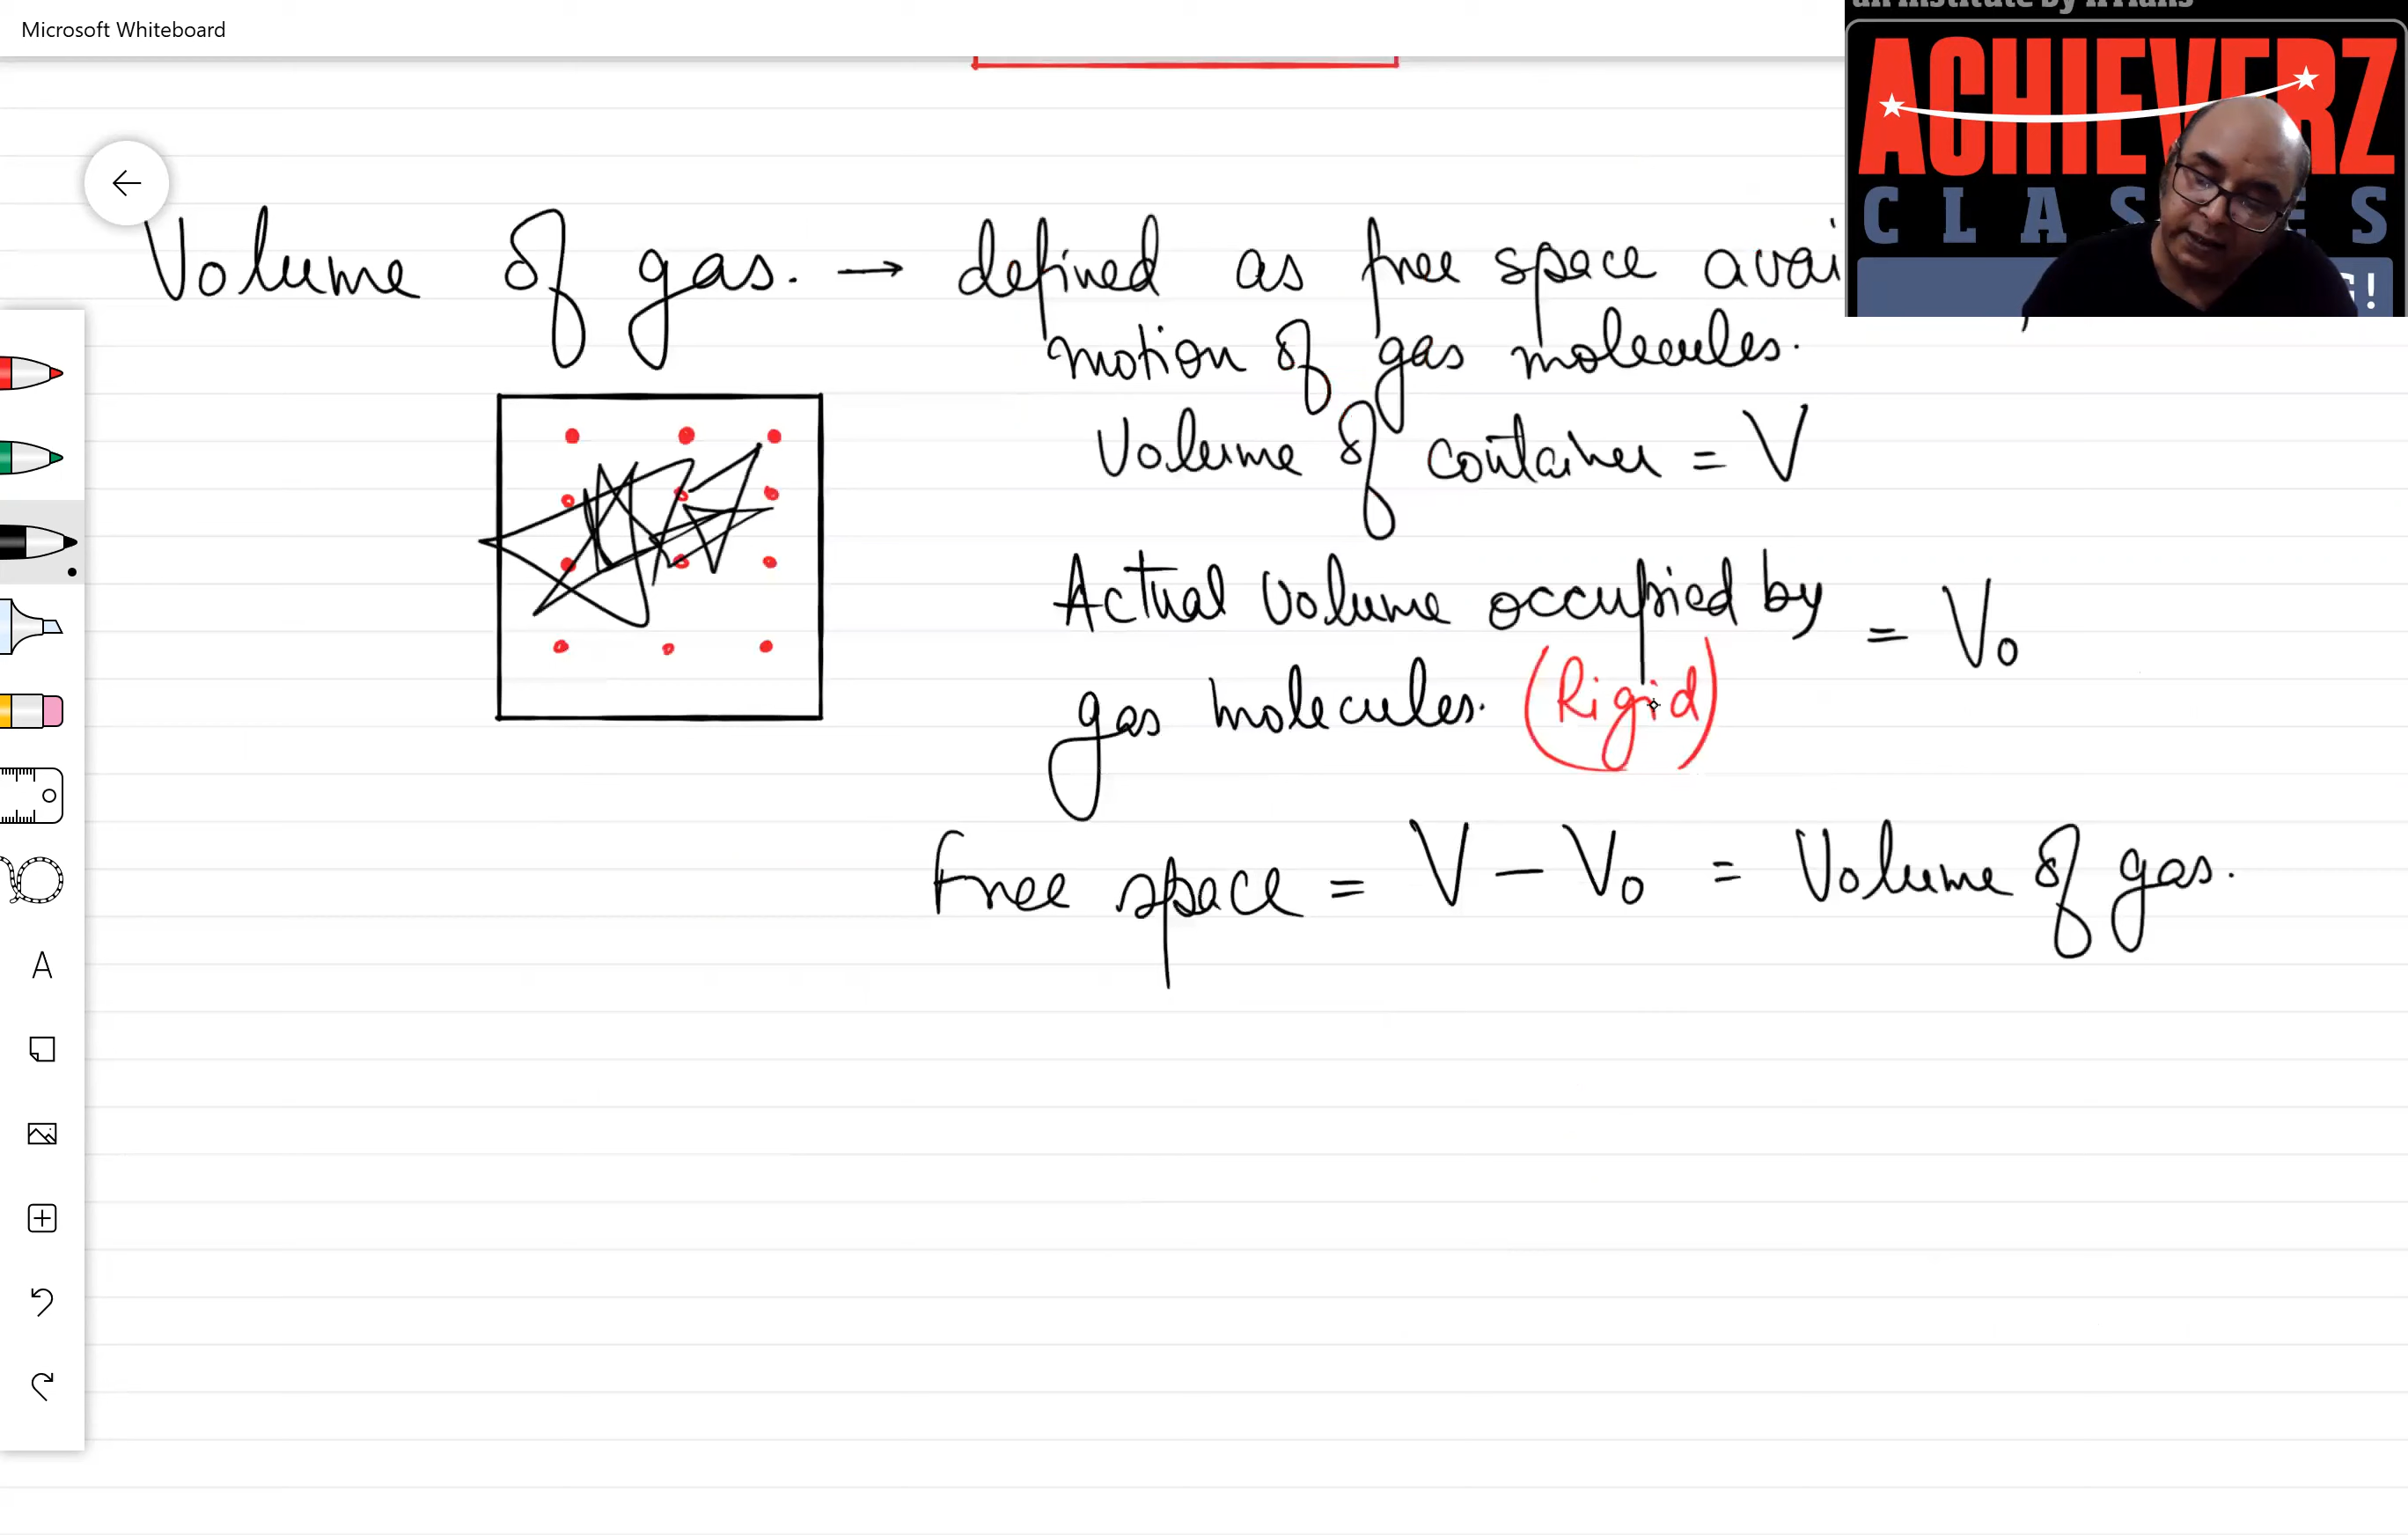 Microsoft Whiteboard
ACHIEVERZ
CLASSES
Volume of gas. → defined as free space avai
motion of gas molecules.
Volume of container = V
Actual volume occupied by
gas molecules. (Rigid) = V₀
Free space = V - V₀ = Volume of gas.
A